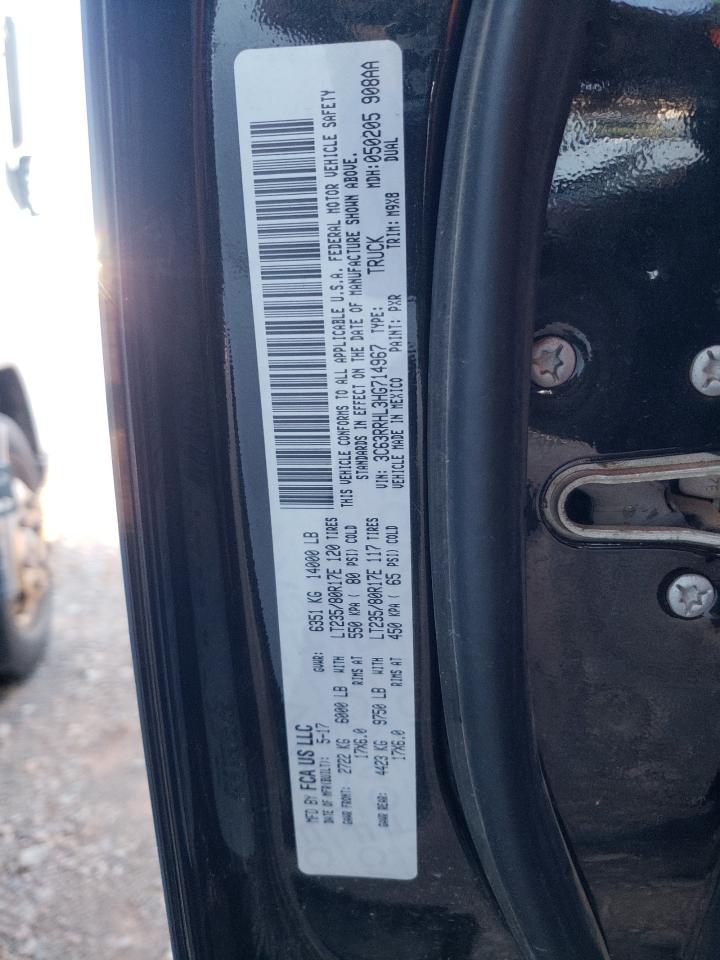 MFD BY FCA US LLC
DATE OF MFR(BUILT): 5-17 GVWR: 6351 KG 14000 LB
GAWR FRONT: 2722 KG 6000 LB WITH LT235/80R17E 120 TIRES
17X6.0 RIMS AT 550 KPA ( 80 PSI) COLD
GAWR REAR: 4423 KG 9750 LB WITH LT235/80R17E 117 TIRES
17X6.0 RIMS AT 450 KPA ( 65 PSI) COLD
THIS VEHICLE CONFORMS TO ALL APPLICABLE U.S.A. FEDERAL MOTOR VEHICLE SAFETY
STANDARDS IN EFFECT ON THE DATE OF MANUFACTURE SHOWN ABOVE.
VIN: 3C63RRHL3HG714967 TYPE: TRUCK MDH:050205 908AA
VEHICLE MADE IN MEXICO PAINT: PXR TRIM: M9X8 DUAL